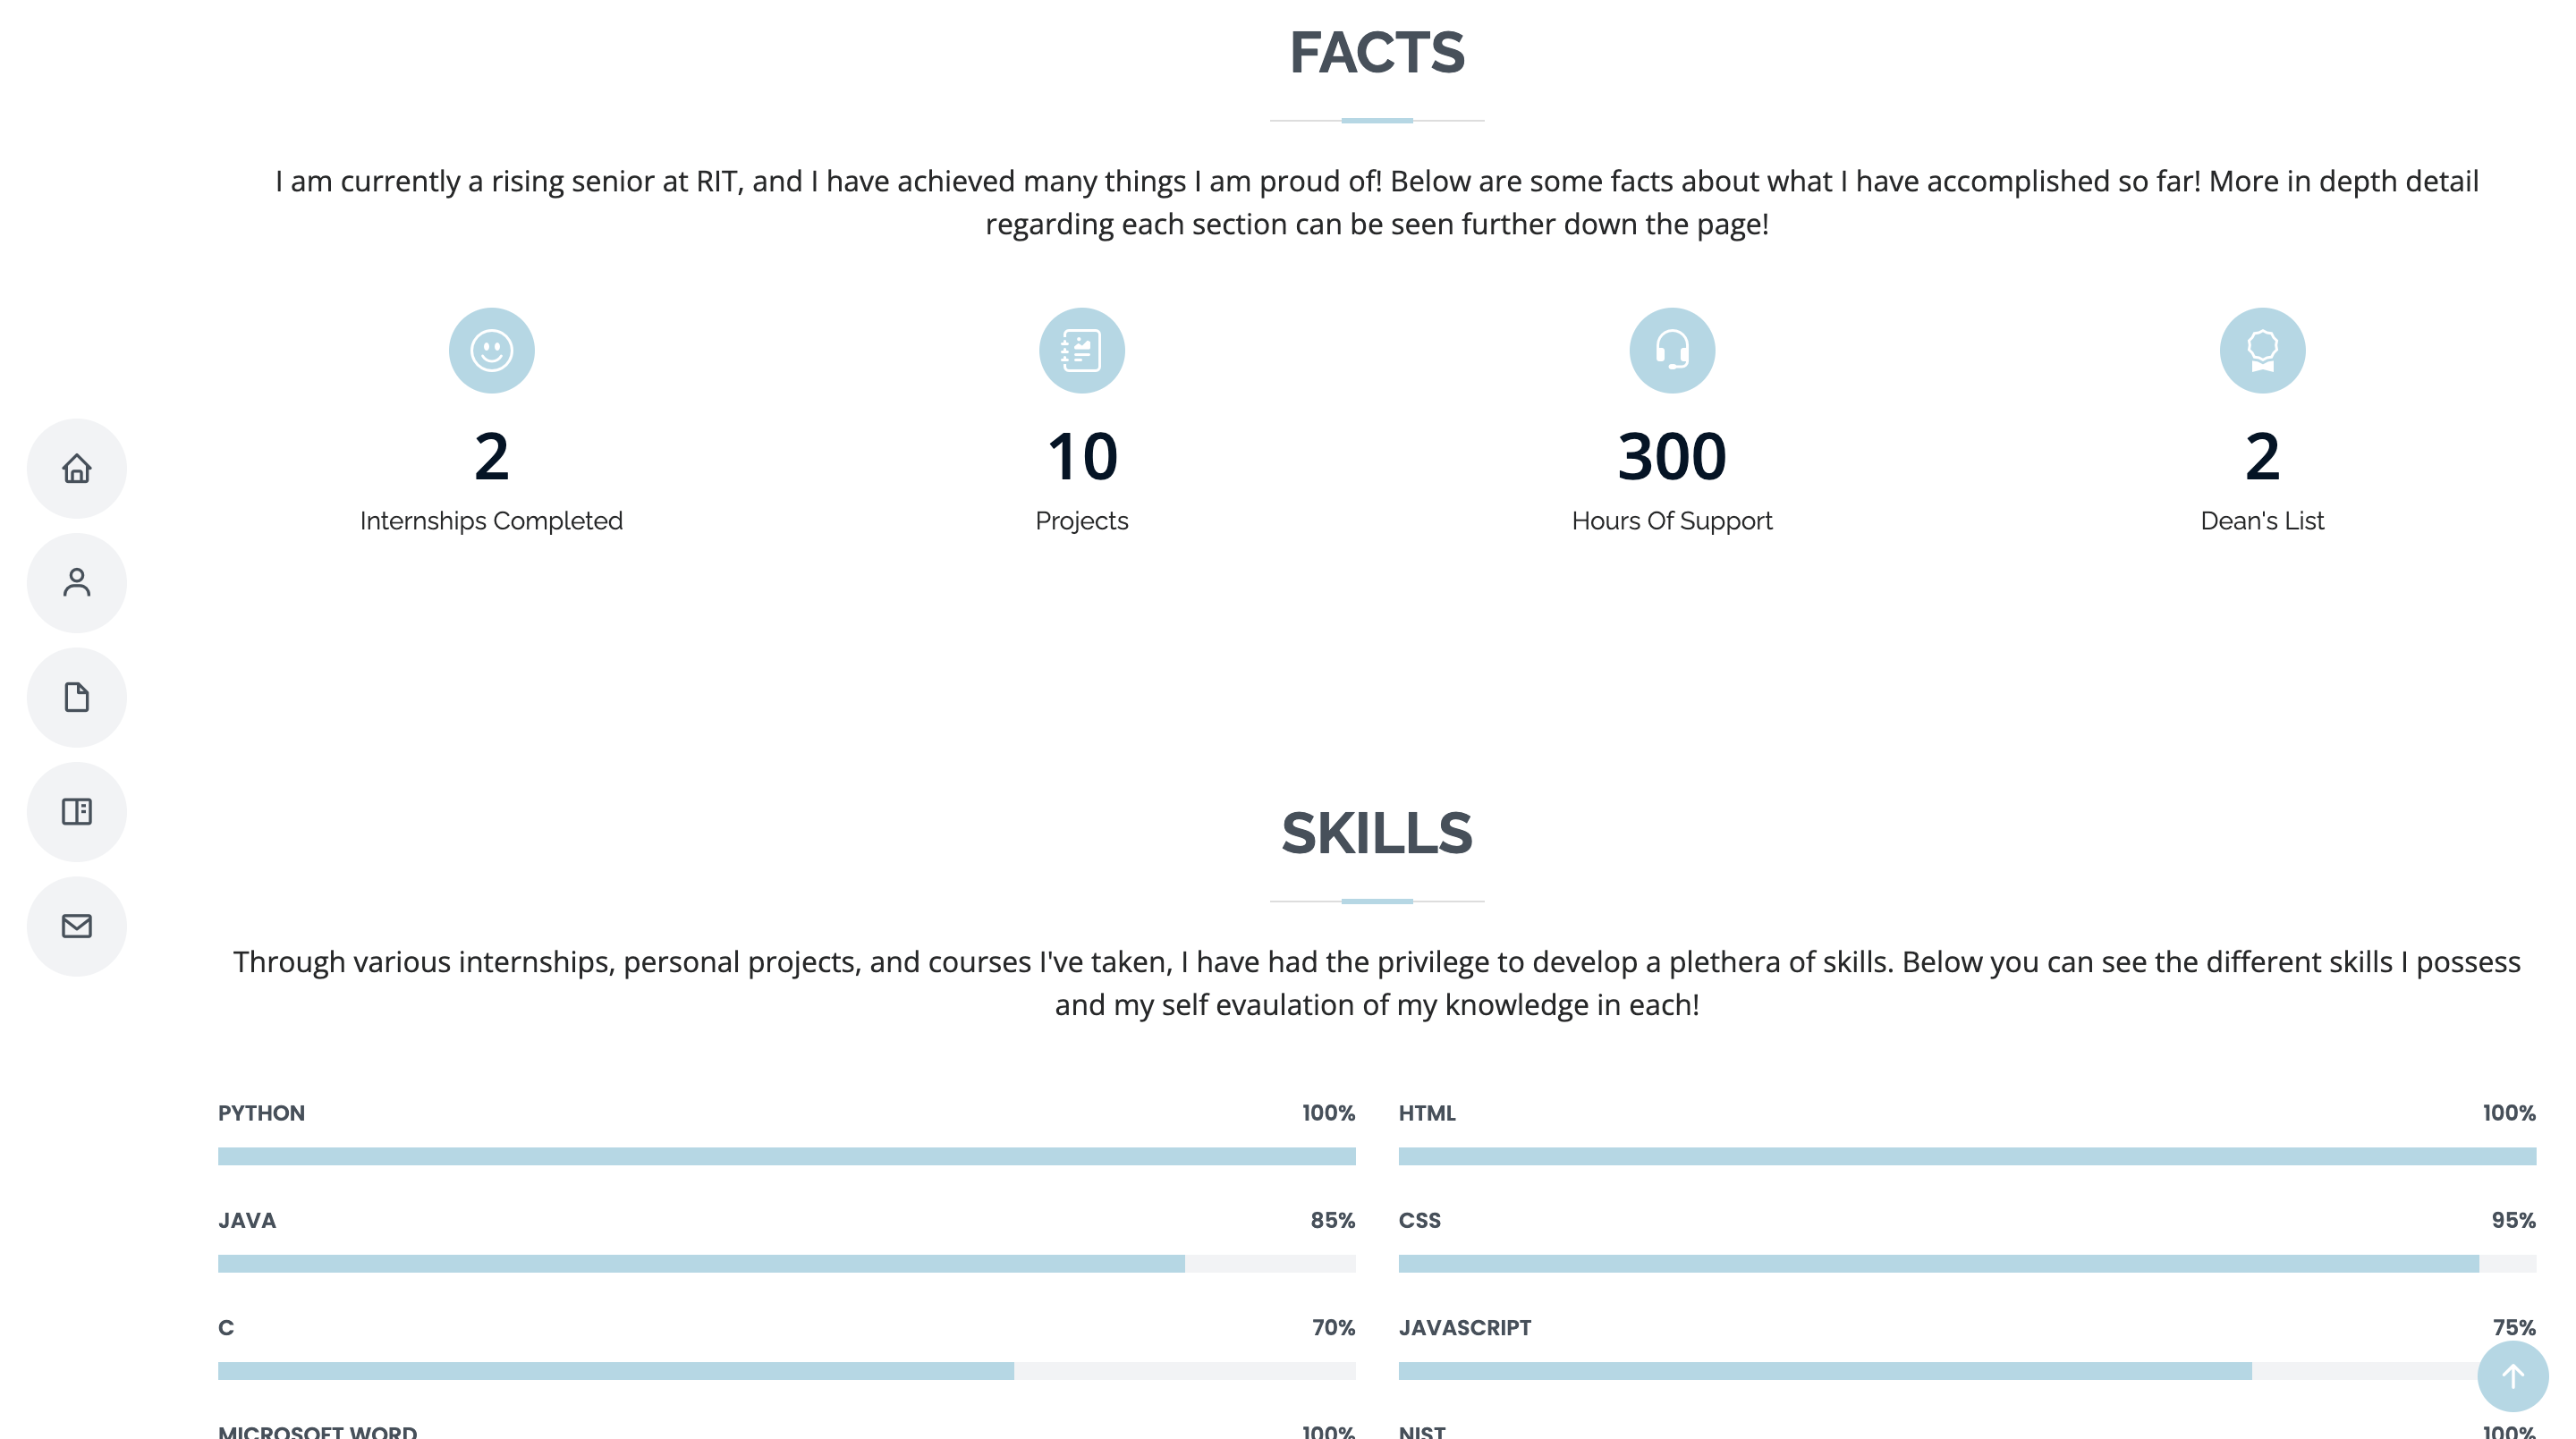 FACTS
I am currently a rising senior at RIT, and I have achieved many things I am proud of! Below are some facts about what I have accomplished so far! More in depth detail
regarding each section can be seen further down the page!
2
Internships Completed
10
Projects
300
Hours Of Support
2
Dean's List
SKILLS
Through various internships, personal projects, and courses I've taken, I have had the privilege to develop a plethera of skills. Below you can see the different skills I possess
and my self evaulation of my knowledge in each!
PYTHON 100%
HTML 100%
JAVA 85%
CSS 95%
C 70%
JAVASCRIPT 75%
MICROSOFT WORD 100%
NIST 100%